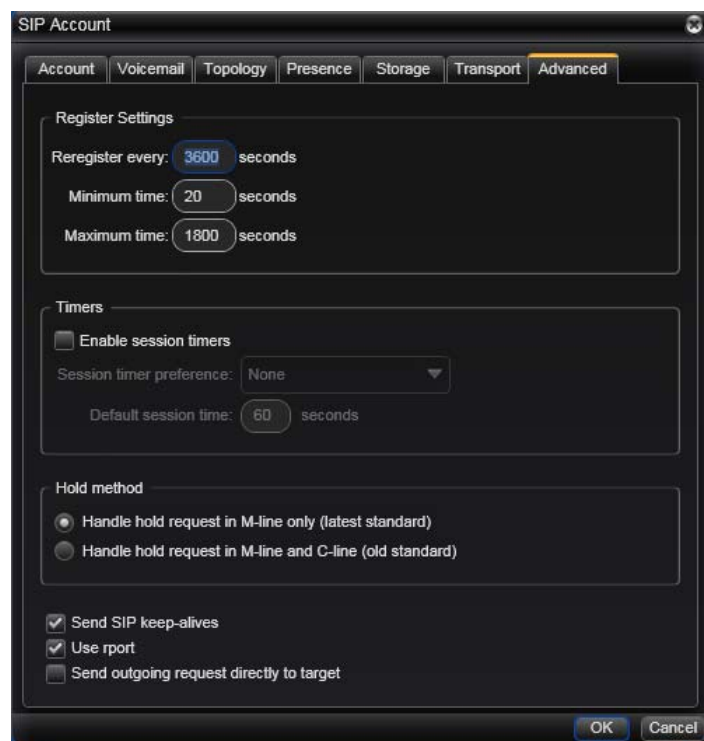 SIP Account
Account Voicemail Topology Presence Storage Transport Advanced
Register Settings
Reregister every: 3600 seconds
Minimum time: 20 seconds
Maximum time: 1800 seconds
Timers
Enable session timers
Session timer preference: None
Default session time: 60 seconds
Hold method
Handle hold request in M-line only (latest standard)
Handle hold request in M-line and C-line (old standard)
Send SIP keep-alives
Use rport
Send outgoing request directly to target
OK Cancel